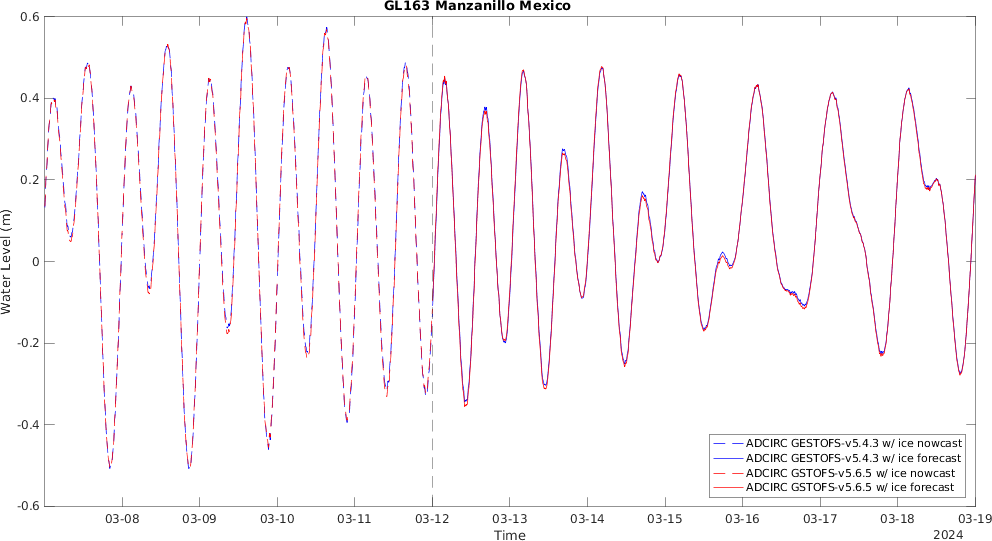 GL163 Manzanillo Mexico
Water Level (m)
0.6
0.4
0.2
0
-0.2
-0.4
-0.6
ADCIRC GESTOFS-v5.4.3 w/ ice nowcast
ADCIRC GESTOFS-v5.4.3 w/ ice forecast
ADCIRC GSTOFS-v5.6.5 w/ ice nowcast
ADCIRC GSTOFS-v5.6.5 w/ ice forecast
03-08 03-09 03-10 03-11 03-12 03-13 03-14 03-15 03-16 03-17 03-18 03-19
Time
2024